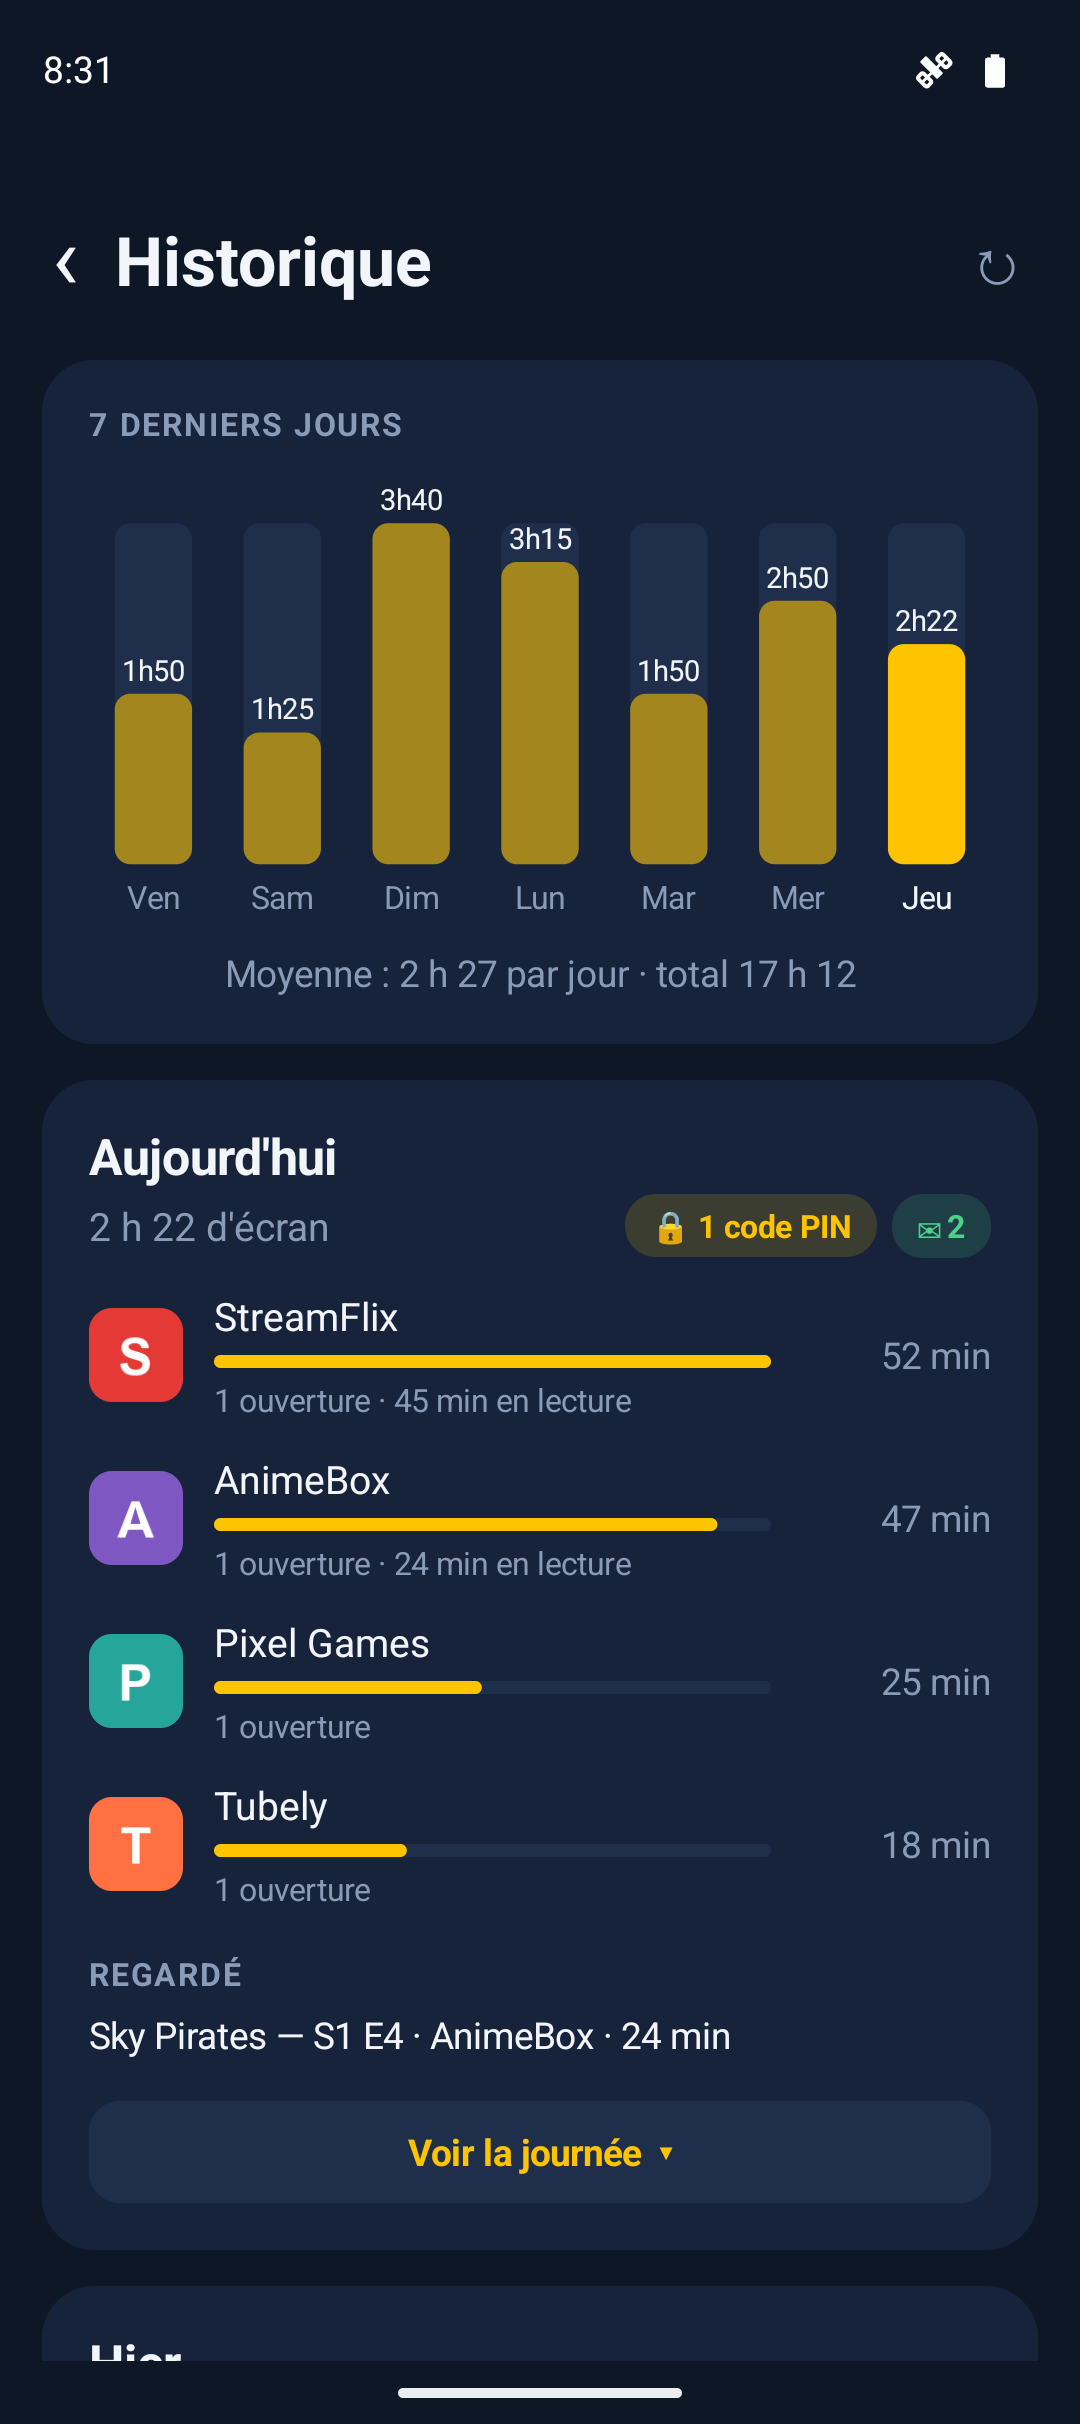 8:31
Historique
7 DERNIERS JOURS
1h50 1h25 3h40 3h15 1h50 2h50 2h22
Ven Sam Dim Lun Mar Mer Jeu
Moyenne : 2 h 27 par jour · total 17 h 12
Aujourd'hui
2 h 22 d'écran
🔒 1 code PIN
✉ 2
S
StreamFlix
52 min
1 ouverture · 45 min en lecture
A
AnimeBox
47 min
1 ouverture · 24 min en lecture
P
Pixel Games
25 min
1 ouverture
T
Tubely
18 min
1 ouverture
REGARDÉ
Sky Pirates — S1 E4 · AnimeBox · 24 min
Voir la journée ▼
Hier